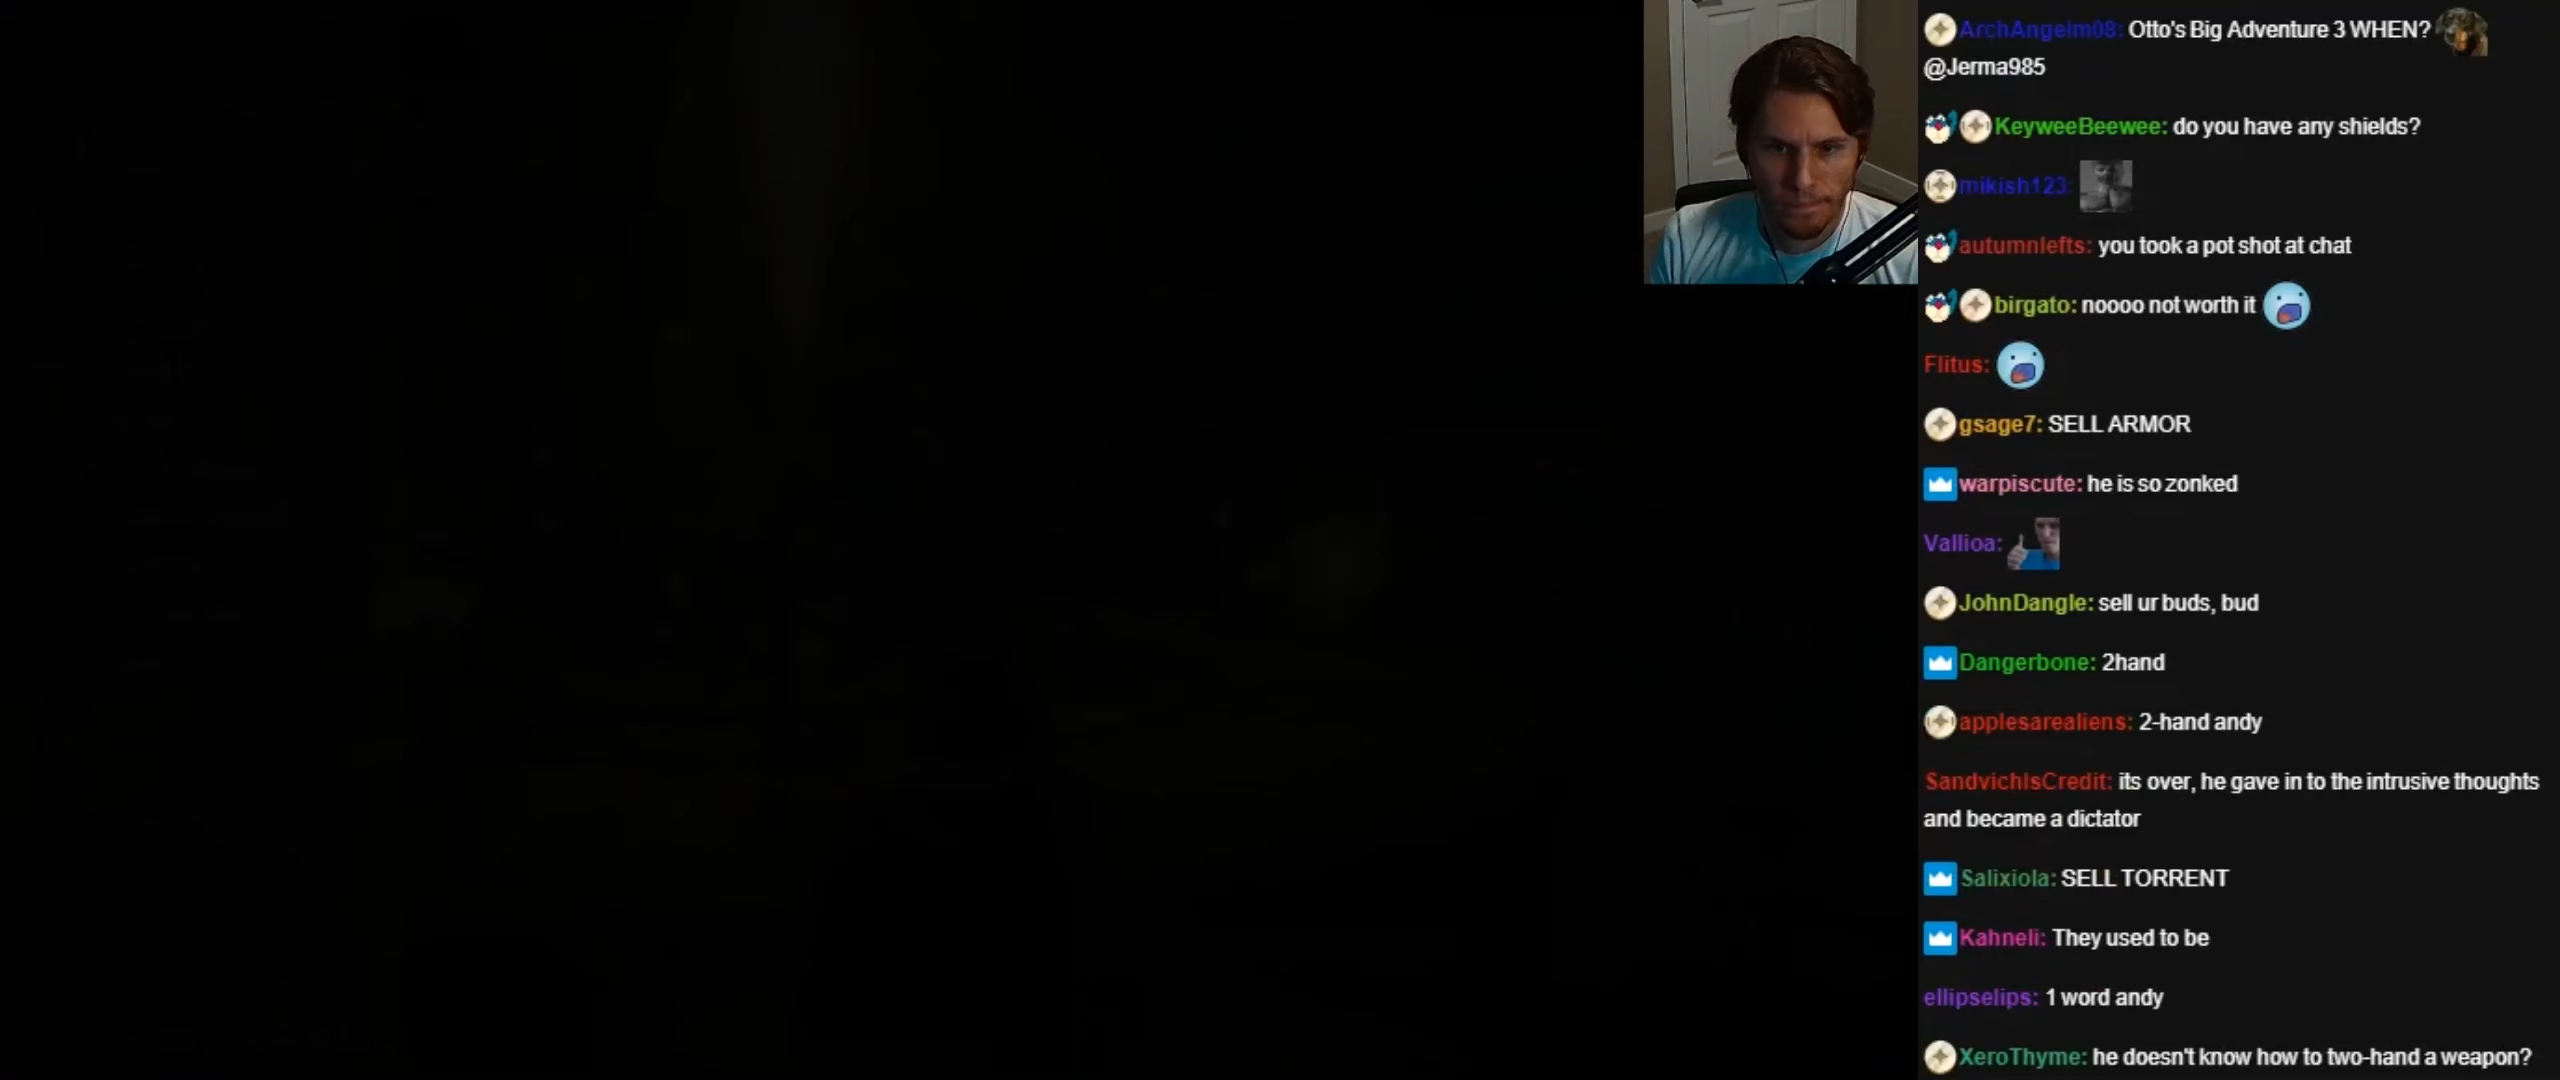 ArchAngelm08: Otto's Big Adventure 3 WHEN?
@Jerma985
KeyweeBeewee: do you have any shields?
mikish123:
autumnlefts: you took a pot shot at chat
birgato: noooo not worth it
Flitus:
gsage7: SELL ARMOR
warpiscute: he is so zonked
Vallioa:
JohnDangle: sell ur buds, bud
Dangerbone: 2hand
applesarealiens: 2-hand andy
SandvichIsCredit: its over, he gave in to the intrusive thoughts
and became a dictator
Salixiola: SELL TORRENT
Kahneli: They used to be
ellipselips: 1 word andy
XeroThyme: he doesn't know how to two-hand a weapon?